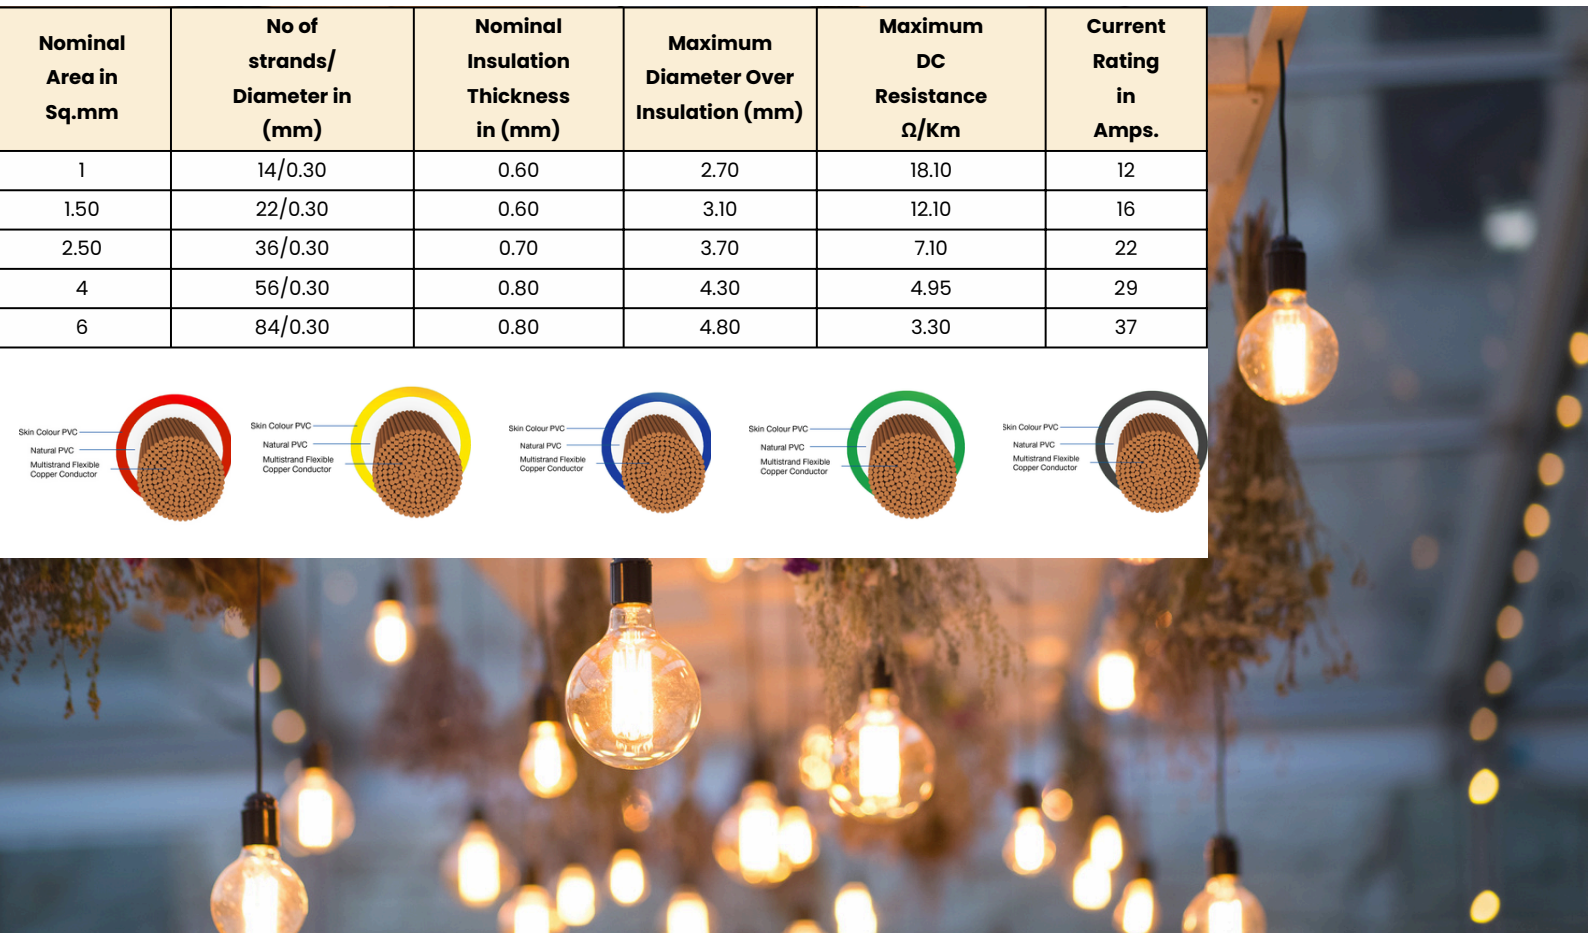 Nominal
Area in
Sq.mm
No of
strands/
Diameter in
(mm)
Nominal
Insulation
Thickness
in (mm)
Maximum
Diameter Over
Insulation (mm)
Maximum
DC
Resistance
Ω/Km
Current
Rating
in
Amps.
1 14/0.30 0.60 2.70 18.10 12
1.50 22/0.30 0.60 3.10 12.10 16
2.50 36/0.30 0.70 3.70 7.10 22
4 56/0.30 0.80 4.30 4.95 29
6 84/0.30 0.80 4.80 3.30 37
Skin Colour PVC
Natural PVC
Multistrand Flexible
Copper Conductor
Skin Colour PVC
Natural PVC
Multistrand Flexible
Copper Conductor
Skin Colour PVC
Natural PVC
Multistrand Flexible
Copper Conductor
Skin Colour PVC
Natural PVC
Multistrand Flexible
Copper Conductor
Skin Colour PVC
Natural PVC
Multistrand Flexible
Copper Conductor